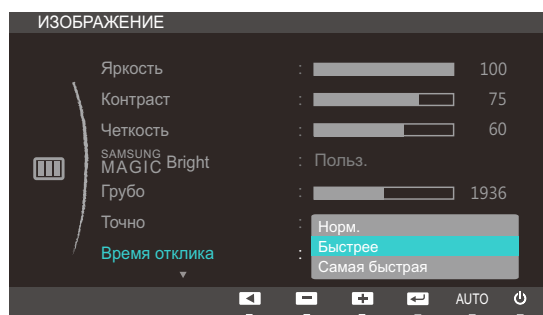 ИЗОБРАЖЕНИЕ
Яркость : 100
Контраст : 75
Четкость : 60
SAMSUNG MAGIC Bright : Польз.
Грубо : 1936
Точно :
Норм.
Быстрее
Время отклика :
Самая быстрая
AUTO